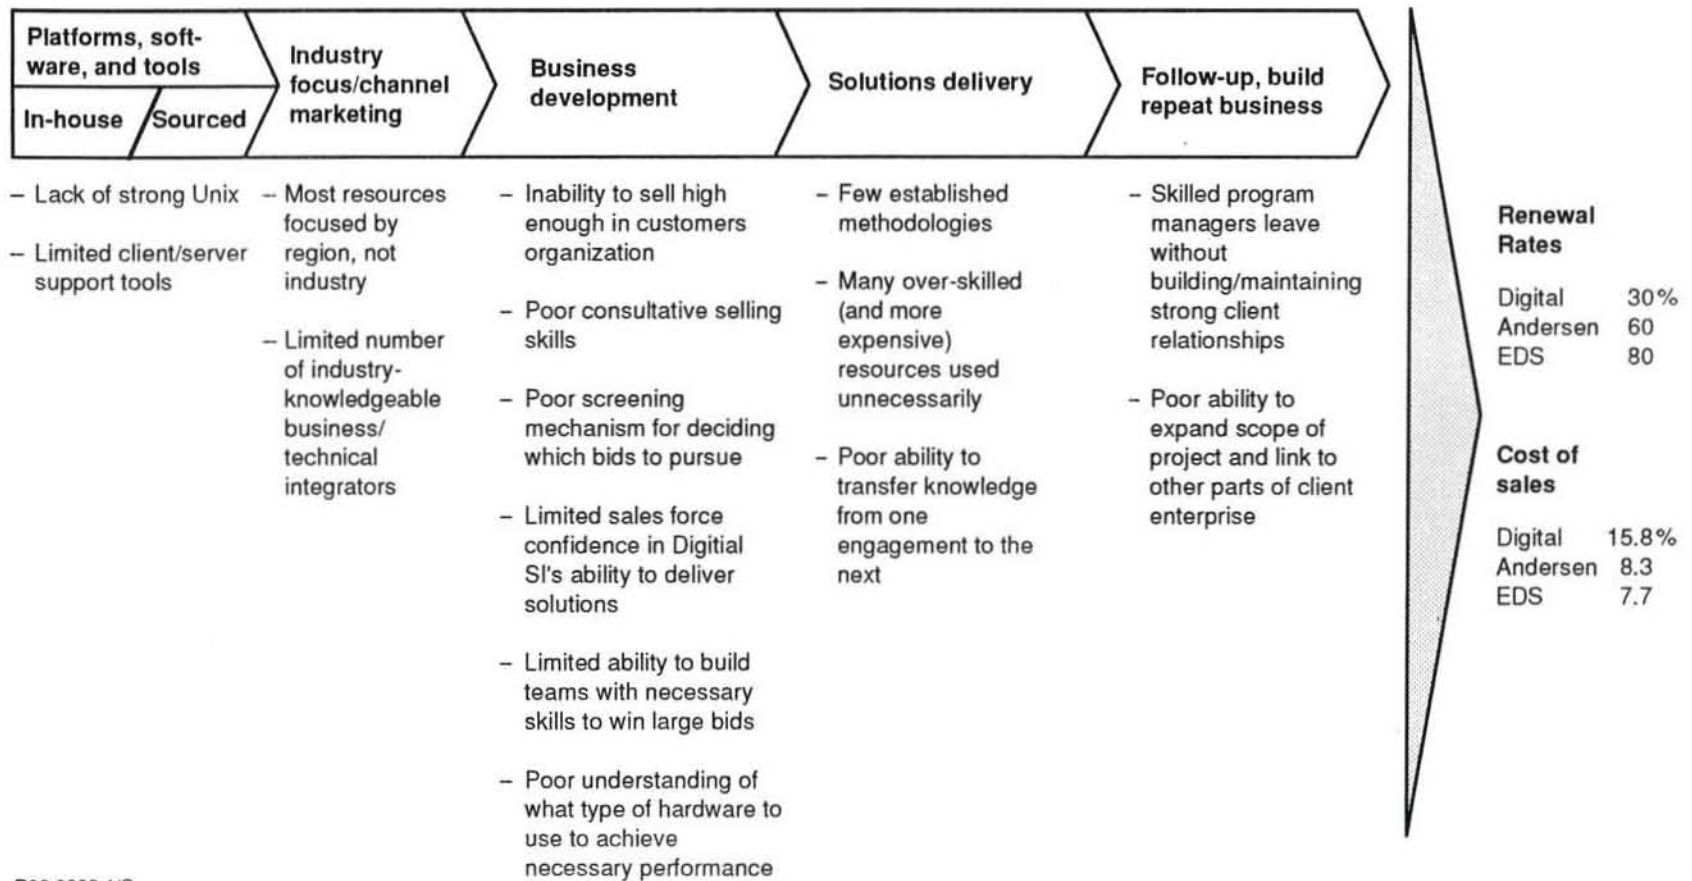 Platforms, soft-
ware, and tools
In-house
Sourced
Industry
focus/channel
marketing
Business
development
Solutions delivery
Follow-up, build
repeat business
– Lack of strong Unix
– Limited client/server
support tools
– Most resources
focused by
region, not
industry
– Limited number
of industry-
knowledgeable
business/
technical
integrators
– Inability to sell high
enough in customers
organization
– Poor consultative selling
skills
– Poor screening
mechanism for deciding
which bids to pursue
– Limited sales force
confidence in Digitial
SI's ability to deliver
solutions
– Limited ability to build
teams with necessary
skills to win large bids
– Poor understanding of
what type of hardware to
use to achieve
necessary performance
– Few established
methodologies
– Many over-skilled
(and more
expensive)
resources used
unnecessarily
– Poor ability to
transfer knowledge
from one
engagement to the
next
– Skilled program
managers leave
without
building/maintaining
strong client
relationships
– Poor ability to
expand scope of
project and link to
other parts of client
enterprise
Renewal
Rates
Digital 30%
Andersen 60
EDS 80
Cost of
sales
Digital 15.8%
Andersen 8.3
EDS 7.7